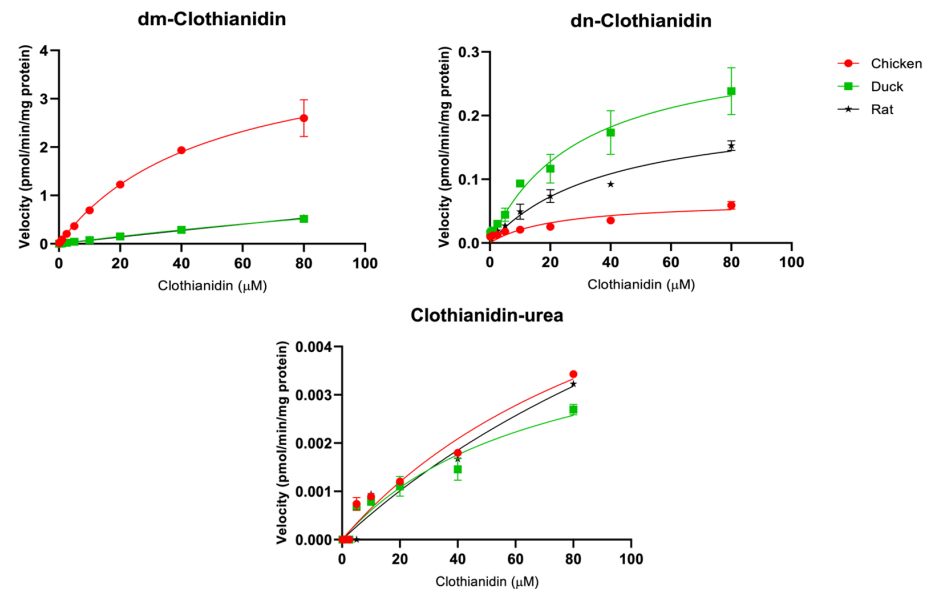 dm-Clothianidin
Velocity (pmol/min/mg protein)
4
3
2
1
0
0 20 40 60 80 100
Clothianidin (μM)
dn-Clothianidin
Velocity (pmol/min/mg protein)
0.3
0.2
0.1
0.0
0 20 40 60 80 100
Clothianidin (μM)
Chicken
Duck
Rat
Clothianidin-urea
Velocity (pmol/min/mg protein)
0.004
0.003
0.002
0.001
0.000
0 20 40 60 80 100
Clothianidin (μM)